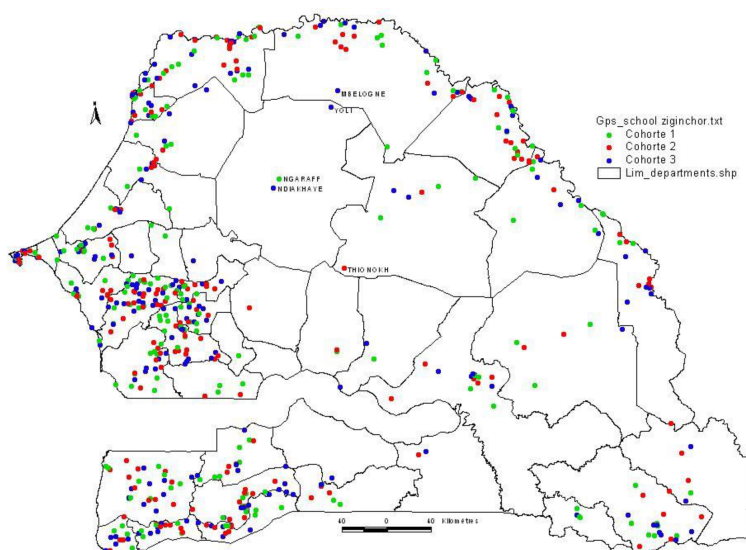 MBELOGNE
YOLI
Gps_school ziginchor.txt
Cohorte 1
Cohorte 2
Cohorte 3
Lim_departments.shp
NGARAFF
NDIAKHAYE
THIONOKH
40 0 40 Kilometres